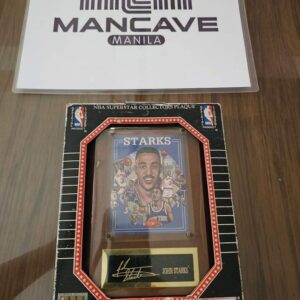 MANCAVE
MANILA
NBA SUPERSTAR COLLECTORS PLAQUE
STARKS
JOHN STARKS